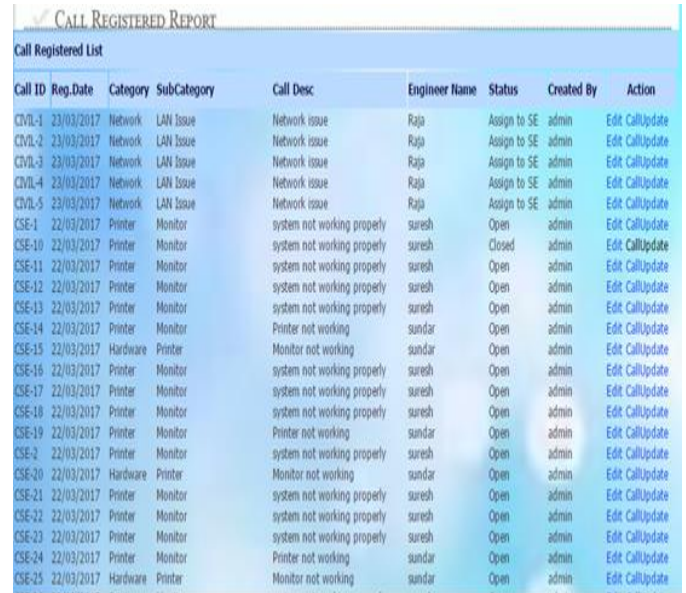 CALL REGISTERED REPORT
Call Registered List
Call ID Reg.Date Category SubCategory Call Desc Engineer Name Status Created By Action
CIVIL-1 23/03/2017 Network LAN Issue Network issue Raja Assign to SE admin Edit CallUpdate
CIVIL-2 23/03/2017 Network LAN Issue Network issue Raja Assign to SE admin Edit CallUpdate
CIVIL-3 23/03/2017 Network LAN Issue Network issue Raja Assign to SE admin Edit CallUpdate
CIVIL-4 23/03/2017 Network LAN Issue Network issue Raja Assign to SE admin Edit CallUpdate
CIVIL-5 23/03/2017 Network LAN Issue Network issue Raja Assign to SE admin Edit CallUpdate
CSE-1 22/03/2017 Printer Monitor system not working properly suresh Open admin Edit CallUpdate
CSE-10 22/03/2017 Printer Monitor system not working properly suresh Closed admin Edit CallUpdate
CSE-11 22/03/2017 Printer Monitor system not working properly suresh Open admin Edit CallUpdate
CSE-12 22/03/2017 Printer Monitor system not working properly suresh Open admin Edit CallUpdate
CSE-13 22/03/2017 Printer Monitor system not working properly suresh Open admin Edit CallUpdate
CSE-14 22/03/2017 Printer Monitor Printer not working sundar Open admin Edit CallUpdate
CSE-15 22/03/2017 Hardware Printer Monitor not working sundar Open admin Edit CallUpdate
CSE-16 22/03/2017 Printer Monitor system not working properly suresh Open admin Edit CallUpdate
CSE-17 22/03/2017 Printer Monitor system not working properly suresh Open admin Edit CallUpdate
CSE-18 22/03/2017 Printer Monitor system not working properly suresh Open admin Edit CallUpdate
CSE-19 22/03/2017 Printer Monitor Printer not working sundar Open admin Edit CallUpdate
CSE-2 22/03/2017 Printer Monitor system not working properly suresh Open admin Edit CallUpdate
CSE-20 22/03/2017 Hardware Printer Monitor not working sundar Open admin Edit CallUpdate
CSE-21 22/03/2017 Printer Monitor system not working properly suresh Open admin Edit CallUpdate
CSE-22 22/03/2017 Printer Monitor system not working properly suresh Open admin Edit CallUpdate
CSE-23 22/03/2017 Printer Monitor system not working properly suresh Open admin Edit CallUpdate
CSE-24 22/03/2017 Printer Monitor Printer not working sundar Open admin Edit CallUpdate
CSE-25 22/03/2017 Hardware Printer Monitor not working sundar Open admin Edit CallUpdate